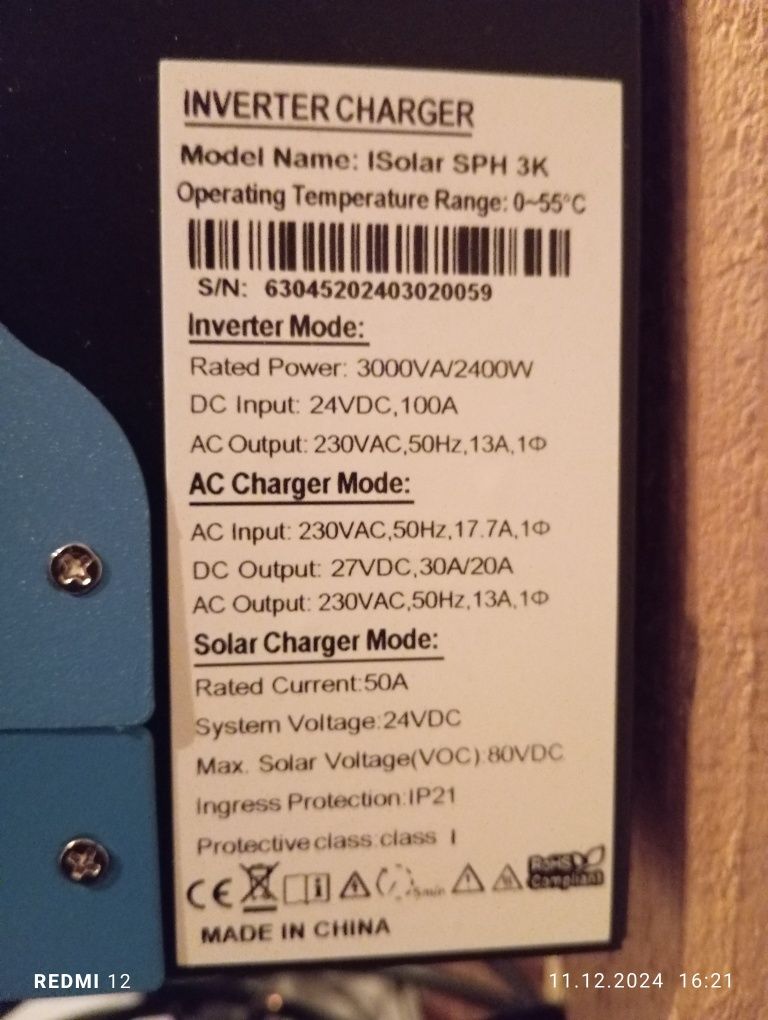 INVERTER CHARGER
Model Name: ISolar SPH 3K
Operating Temperature Range: 0~55°C
S/N: 63045202403020059
Inverter Mode:
Rated Power: 3000VA/2400W
DC Input: 24VDC,100A
AC Output: 230VAC,50Hz,13A,1Φ
AC Charger Mode:
AC Input: 230VAC,50Hz,17.7A,1Φ
DC Output: 27VDC,30A/20A
AC Output: 230VAC,50Hz,13A,1Φ
Solar Charger Mode:
Rated Current:50A
System Voltage:24VDC
Max. Solar Voltage(VOC):80VDC
Ingress Protection:IP21
Protective class:class I
CE 5min RoHS
Compliant
MADE IN CHINA
REDMI 12 11.12.2024 16:21